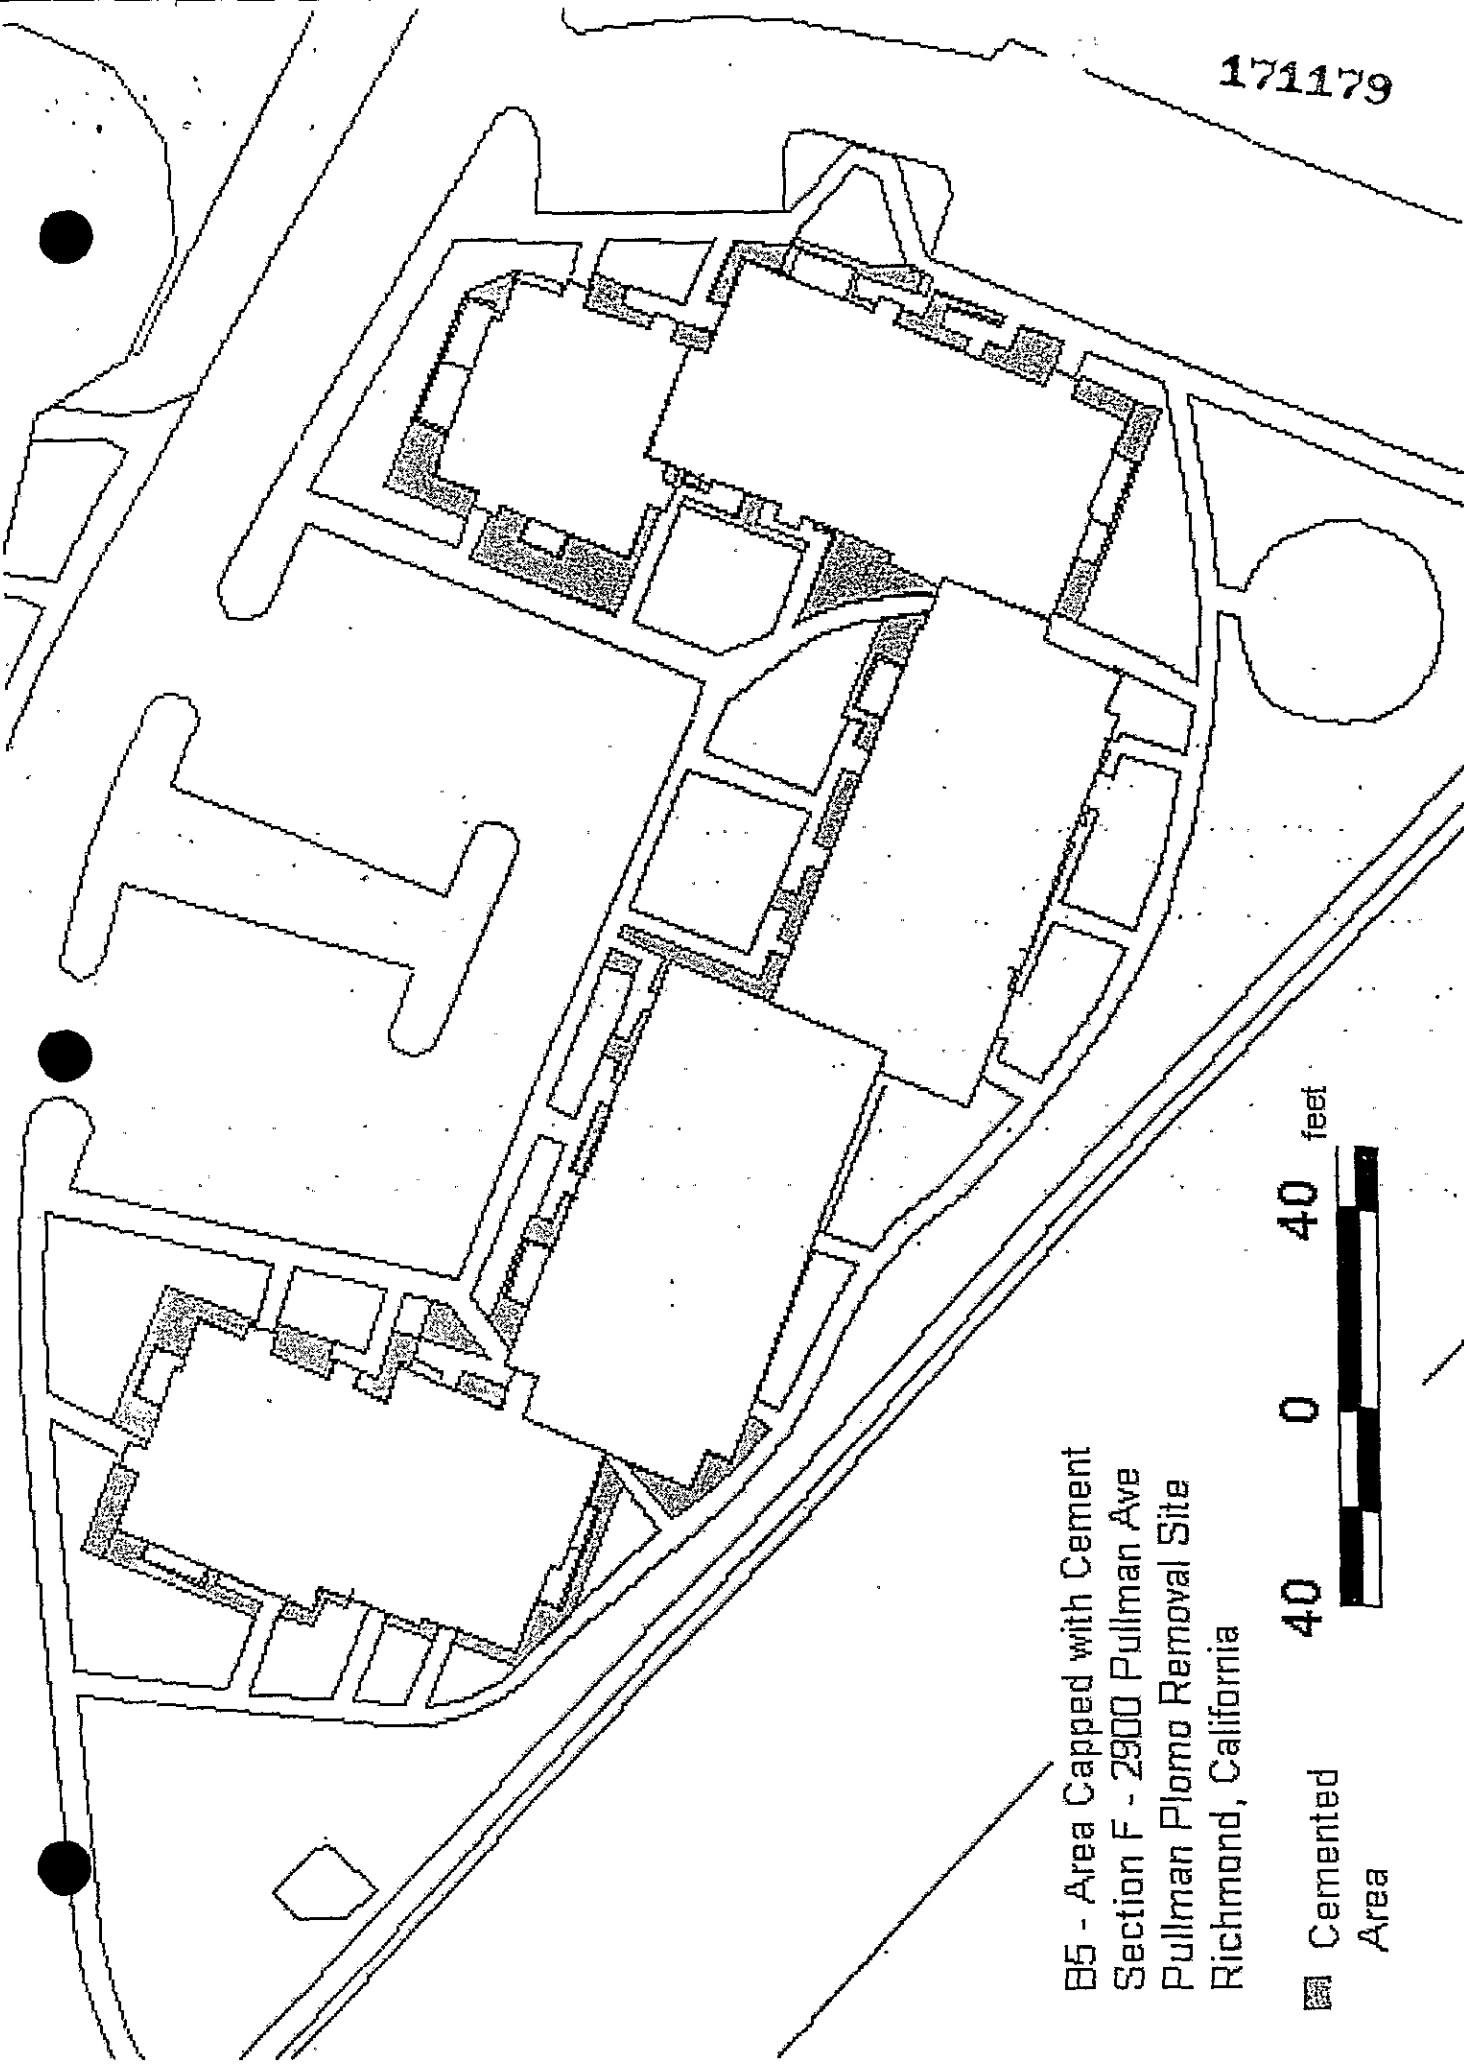 171179
B5 - Area Capped with Cement
Section F - 2900 Pullman Ave
Pullman Plomo Removal Site
Richmond, California
Cemented
Area
40 0 40 feet